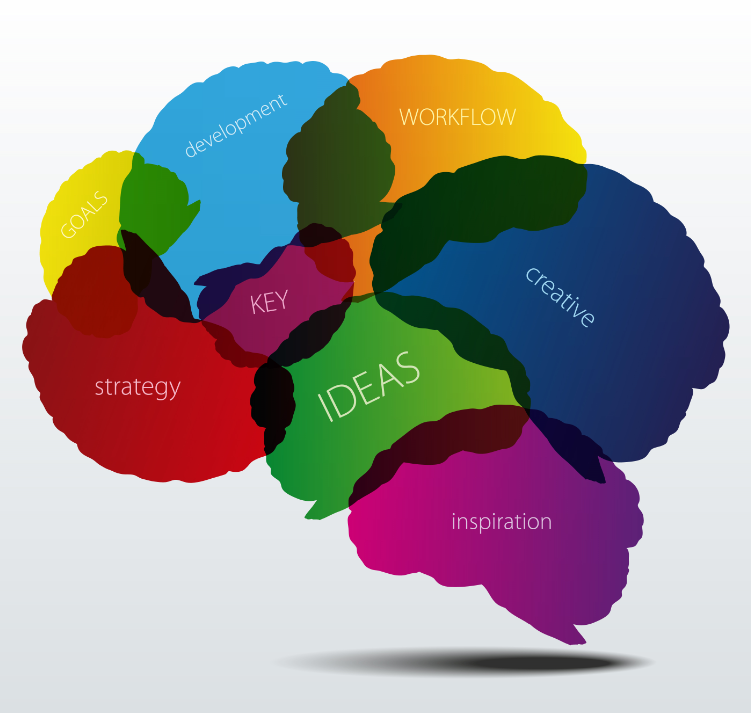 development
WORKFLOW
GOALS
creative
KEY
IDEAS
strategy
inspiration